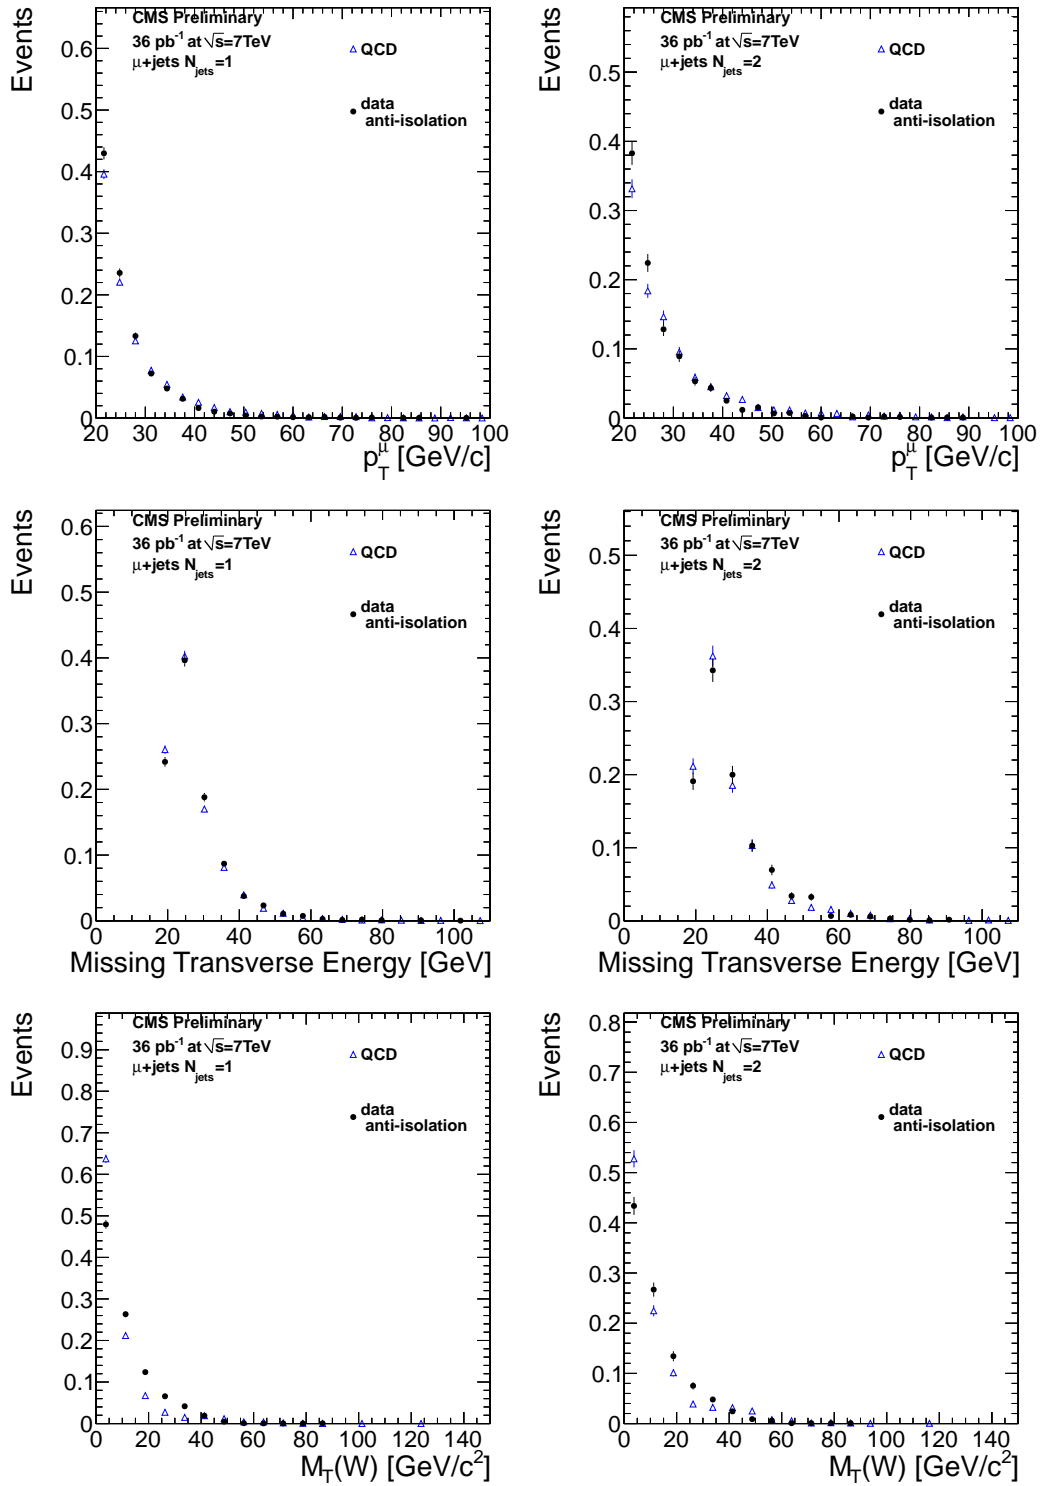 Events
CMS Preliminary
36 pb⁻¹ at √s=7TeV
μ+jets N_jets=1
QCD
data
anti-isolation
0.6
0.5
0.4
0.3
0.2
0.1
0
20 30 40 50 60 70 80 90 100
p_T^μ [GeV/c]
Events
CMS Preliminary
36 pb⁻¹ at √s=7TeV
μ+jets N_jets=2
QCD
data
anti-isolation
0.5
0.4
0.3
0.2
0.1
0
20 30 40 50 60 70 80 90 100
p_T^μ [GeV/c]
Events
CMS Preliminary
36 pb⁻¹ at √s=7TeV
μ+jets N_jets=1
QCD
data
anti-isolation
0.6
0.5
0.4
0.3
0.2
0.1
0
0 20 40 60 80 100
Missing Transverse Energy [GeV]
Events
CMS Preliminary
36 pb⁻¹ at √s=7TeV
μ+jets N_jets=2
QCD
data
anti-isolation
0.5
0.4
0.3
0.2
0.1
0
0 20 40 60 80 100
Missing Transverse Energy [GeV]
Events
CMS Preliminary
36 pb⁻¹ at √s=7TeV
μ+jets N_jets=1
QCD
data
anti-isolation
0.9
0.8
0.7
0.6
0.5
0.4
0.3
0.2
0.1
0
0 20 40 60 80 100 120 140
M_T(W) [GeV/c²]
Events
CMS Preliminary
36 pb⁻¹ at √s=7TeV
μ+jets N_jets=2
QCD
data
anti-isolation
0.8
0.7
0.6
0.5
0.4
0.3
0.2
0.1
0
0 20 40 60 80 100 120 140
M_T(W) [GeV/c²]